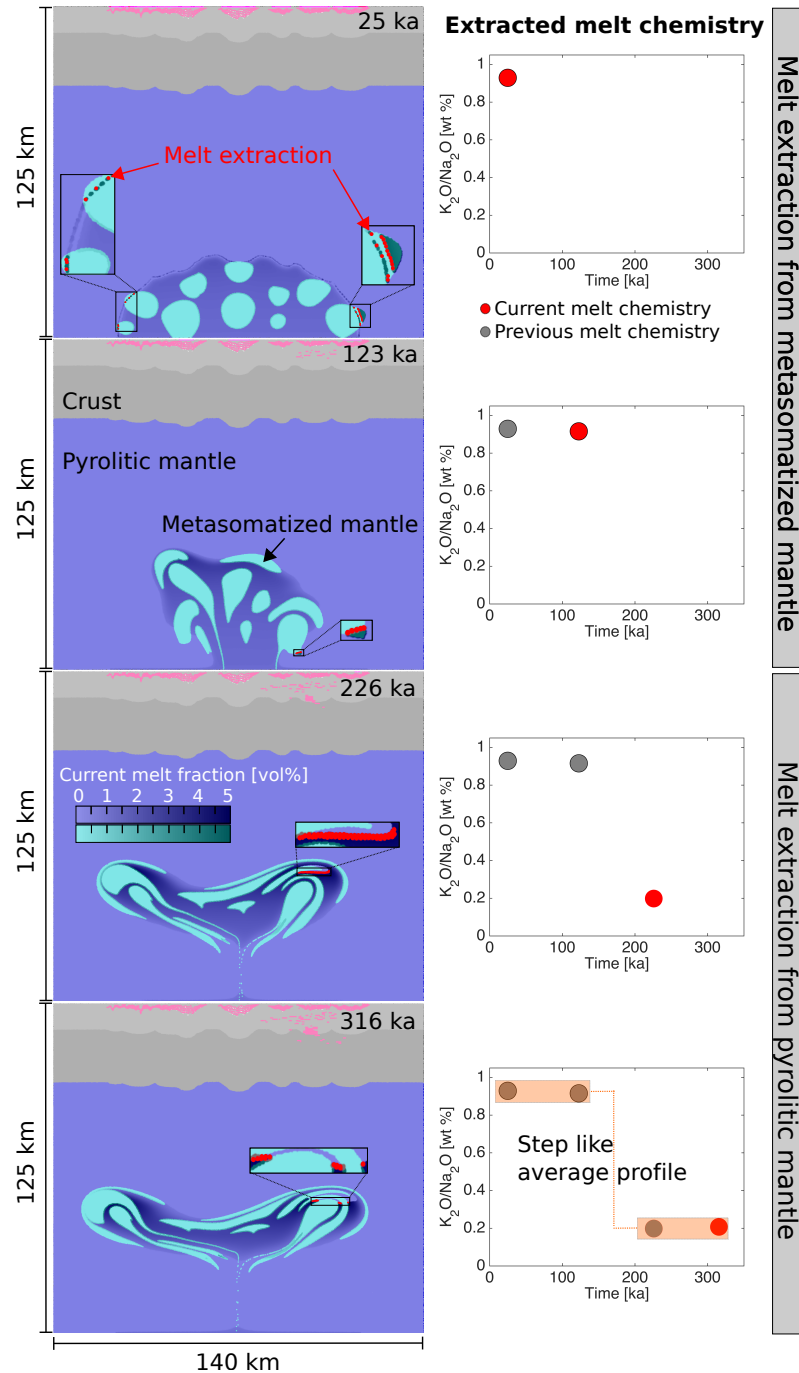 25 ka
Extracted melt chemistry
125 km
Melt extraction
K₂O/Na₂O [wt %]
1
0.8
0.6
0.4
0.2
0
0 100 200 300
Time [ka]
Current melt chemistry
Previous melt chemistry
Melt extraction from metasomatized mantle
123 ka
125 km
Crust
Pyrolitic mantle
Metasomatized mantle
K₂O/Na₂O [wt %]
1
0.8
0.6
0.4
0.2
0
0 100 200 300
Time [ka]
226 ka
125 km
Current melt fraction [vol%]
0 1 2 3 4 5
K₂O/Na₂O [wt %]
1
0.8
0.6
0.4
0.2
0
0 100 200 300
Time [ka]
Melt extraction from pyrolitic mantle
316 ka
125 km
K₂O/Na₂O [wt %]
1
0.8
0.6
0.4
0.2
0
Step like
average profile
0 100 200 300
Time [ka]
140 km